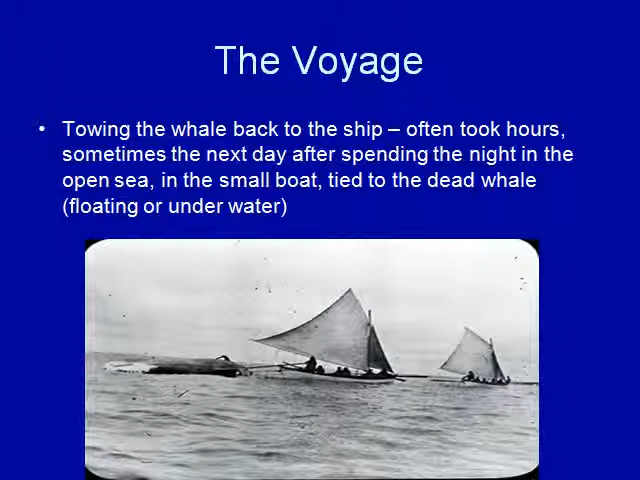 The Voyage
• Towing the whale back to the ship – often took hours,
sometimes the next day after spending the night in the
open sea, in the small boat, tied to the dead whale
(floating or under water)